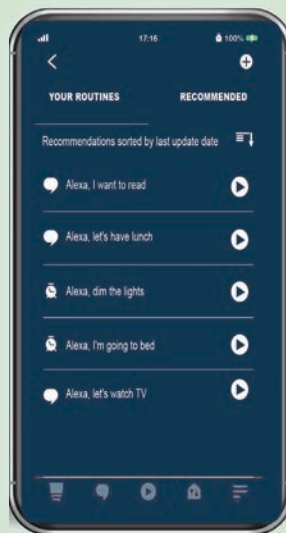 17:16 100%
YOUR ROUTINES RECOMMENDED
Recommendations sorted by last update date
Alexa, I want to read
Alexa, let's have lunch
Alexa, dim the lights
Alexa, I'm going to bed
Alexa, let's watch TV